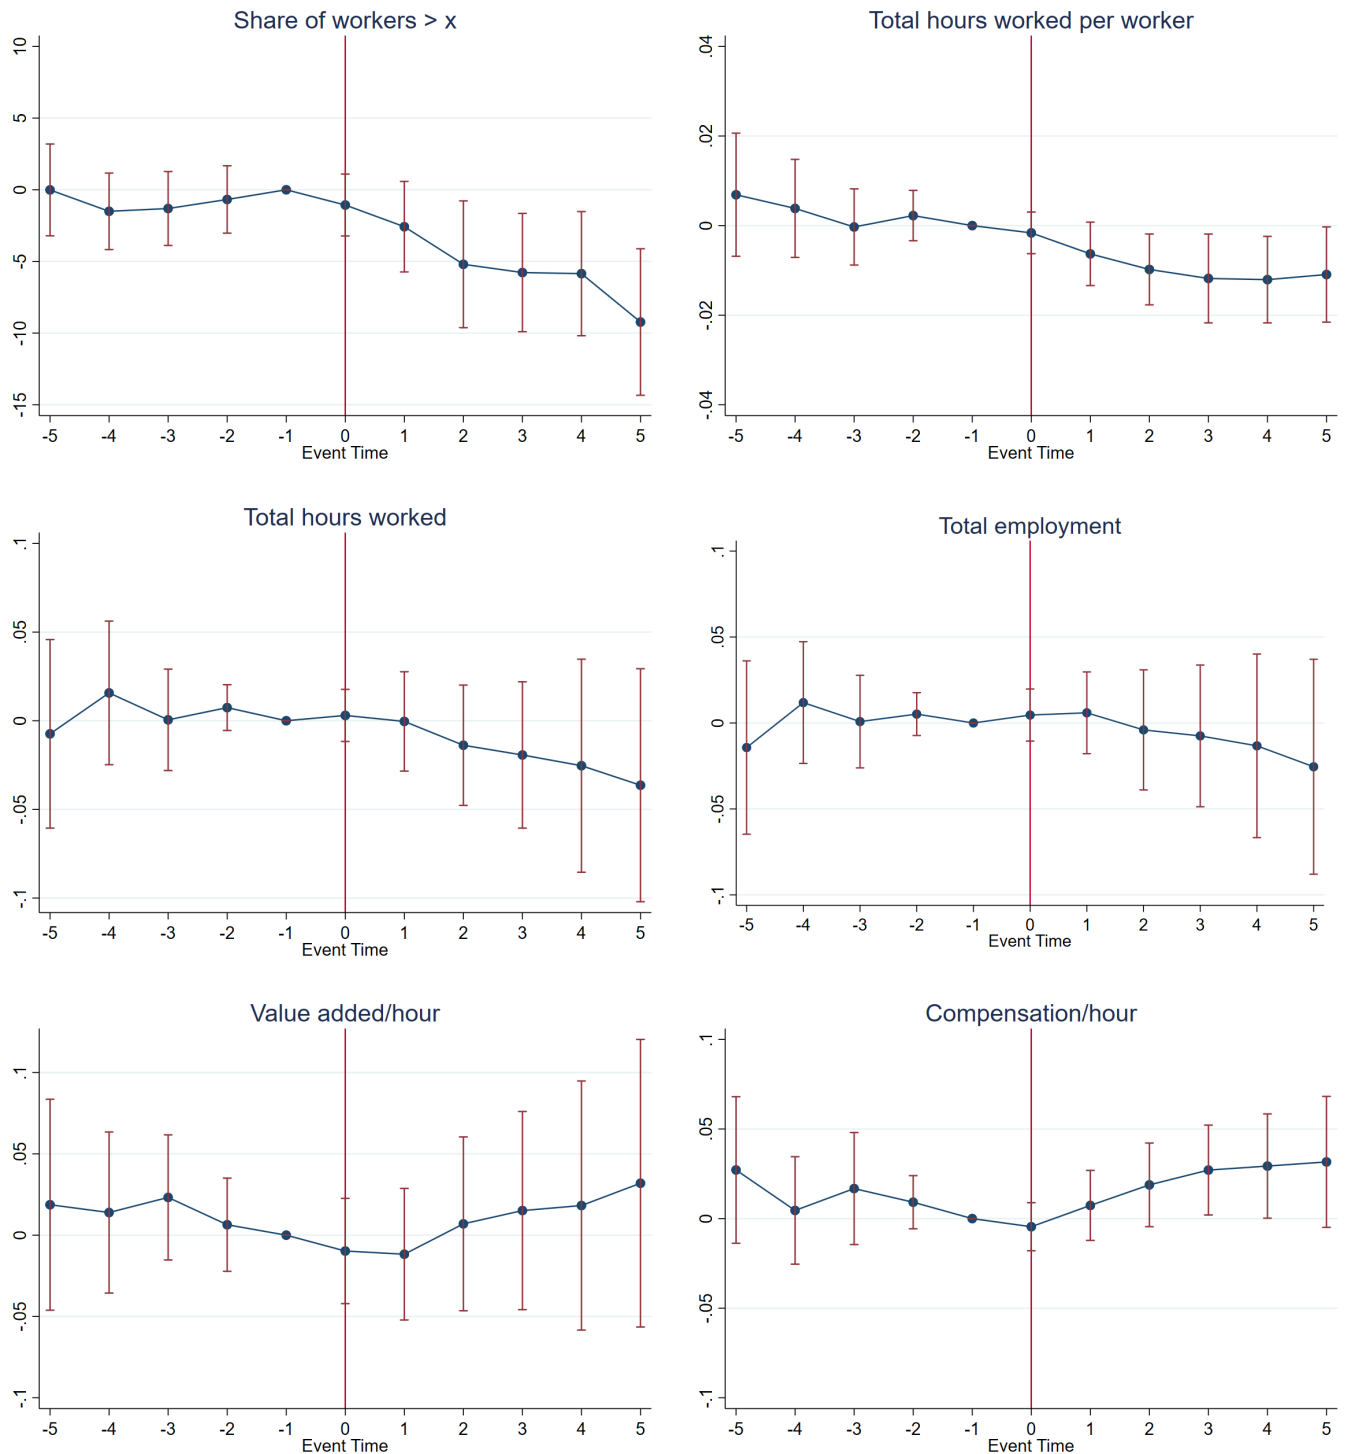 Share of workers > x
10
5
0
-5
-10
-15
-5 -4 -3 -2 -1 0 1 2 3 4 5
Event Time
Total hours worked per worker
.04
.02
0
-.02
-.04
-5 -4 -3 -2 -1 0 1 2 3 4 5
Event Time
Total hours worked
.1
.05
0
-.05
-.1
-5 -4 -3 -2 -1 0 1 2 3 4 5
Event Time
Total employment
.1
.05
0
-.05
-.1
-5 -4 -3 -2 -1 0 1 2 3 4 5
Event Time
Value added/hour
.1
.05
0
-.05
-.1
-5 -4 -3 -2 -1 0 1 2 3 4 5
Event Time
Compensation/hour
.1
.05
0
-.05
-.1
-5 -4 -3 -2 -1 0 1 2 3 4 5
Event Time